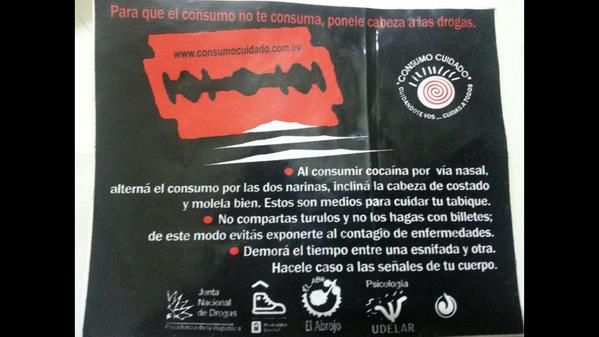 Para que el consumo no te consuma, ponele cabeza a las drogas.
www.consumocuidado.com.uy
"CONSUMO CUIDADO"
CUIDÁNDOTE VOS... CUIDAS A TODOS
• Al consumir cocaína por vía nasal,
alterná el consumo por las dos narinas, incliná la cabeza de costado
y molela bien. Estos son medios para cuidar tu tabique.
• No compartas turulos y no los hagas con billetes;
de este modo evitás exponerte al contagio de enfermedades.
• Demorá el tiempo entre una esnifada y otra.
Hacele caso a las señales de tu cuerpo.
Junta
Nacional
de Drogas
Presidencia de la República
EL ABR
El Abrojo
Psicología
UDELAR